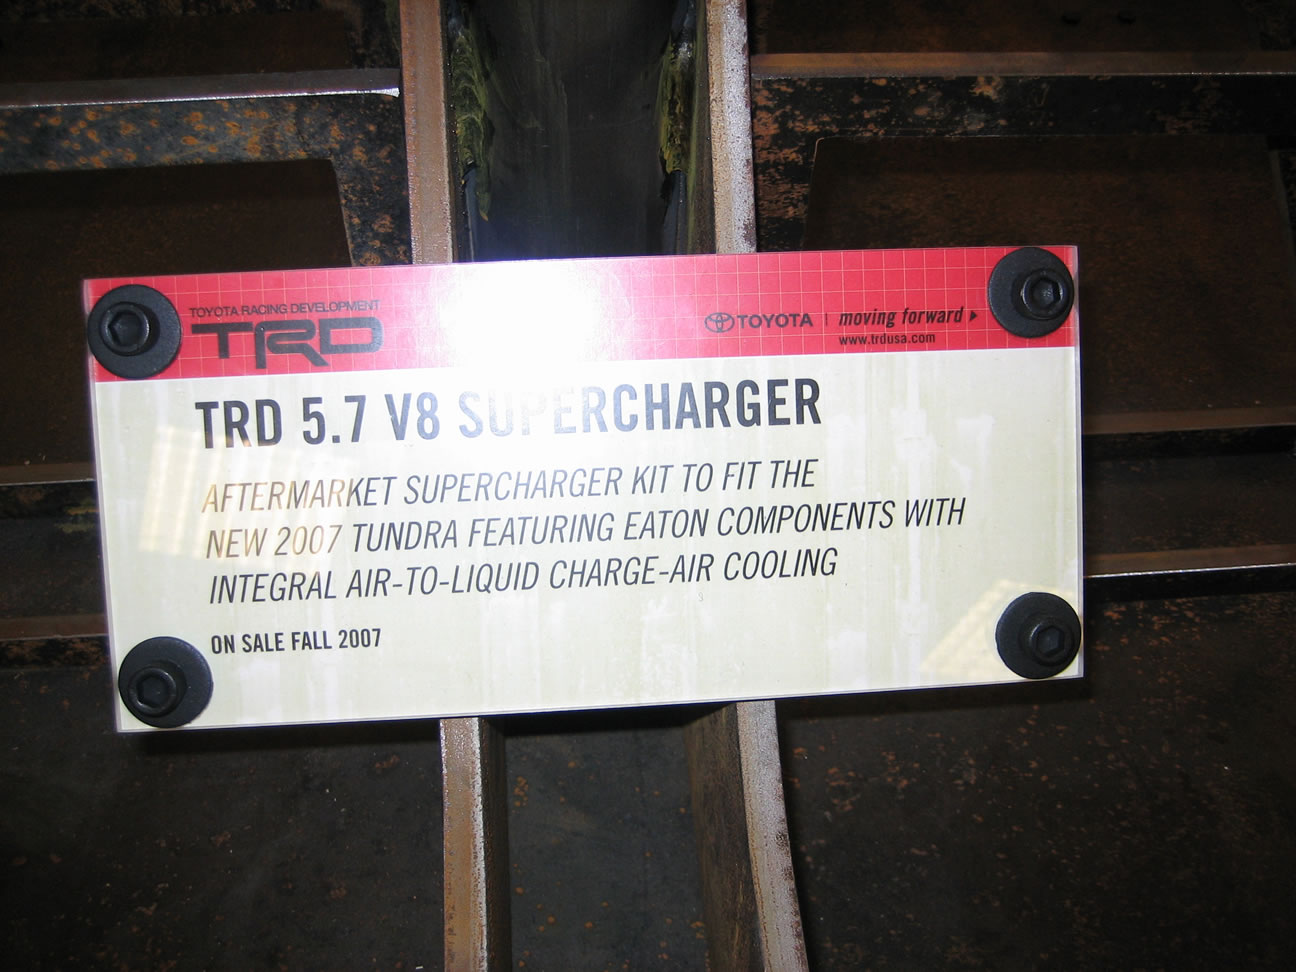 TOYOTA RACING DEVELOPMENT
TRD
TOYOTA | moving forward
www.trdusa.com
TRD 5.7 V8 SUPERCHARGER
AFTERMARKET SUPERCHARGER KIT TO FIT THE
NEW 2007 TUNDRA FEATURING EATON COMPONENTS WITH
INTEGRAL AIR-TO-LIQUID CHARGE-AIR COOLING
ON SALE FALL 2007